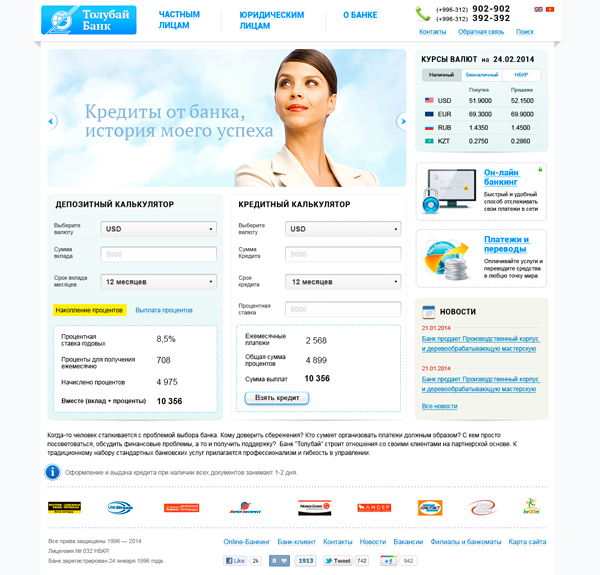 Толубай
Банк
ЧАСТНЫМ
ЛИЦАМ
ЮРИДИЧЕСКИМ
ЛИЦАМ
О БАНКЕ
(+996-312) 902-902
(+996-312) 392-392
Контакты Обратная связь Поиск
Кредиты от банка,
история моего успеха
КУРСЫ ВАЛЮТ на 24.02.2014
Наличный Безналичный НБКР
Покупка Продажа
USD 51.9000 52.1500
EUR 69.3000 69.9000
RUB 1.4350 1.4500
KZT 0.2750 0.2860
Он-лайн
банкинг
Быстрый и удобный
способ отслеживать
свои платежи в сети
Платежи и
переводы
Оплачивайте услуги и
переводите средства
в любую точку мира
НОВОСТИ
21.01.2014
Банк продает Производственный корпус
и деревообрабатывающую мастерскую
21.01.2014
Банк продает Производственный корпус
и деревообрабатывающую мастерскую
Все новости
ДЕПОЗИТНЫЙ КАЛЬКУЛЯТОР
Выберите
валюту
USD
Сумма
вклада
5000
Срок вклада
месяцев
12 месяцев
Накопление процентов Выплата процентов
Процентная
ставка годовых
8,5%
Проценты для получения
ежемесячно
708
Начислено процентов 4 975
Вместе (вклад + проценты) 10 356
КРЕДИТНЫЙ КАЛЬКУЛЯТОР
Выберите
валюту
USD
Сумма
Кредита
5000
Срок
кредита
12 месяцев
Процентная
ставка
5000
Ежемесячные
платежи
2 568
Общая сумма
процентов
4 899
Сумма выплат 10 356
Взять кредит
Когда-то человек сталкивается с проблемой выбора банка. Кому доверить сбережения? Кто сумеет организовать платежи должным образом? С кем просто
посоветоваться, обсудить финансовые проблемы, а то и получить поддержку? Банк "Толубай" строит отношения со своими клиентами на партнерской основе. К
традиционному набору стандартных банковских услуг прилагается профессионализм и гибкость в управлении.
Оформление и выдача кредита при наличии всех документов занимает 1-2 дня.
UNIStream
MoneyGram
ЛИДЕР
CONTACT
Все права защищены 1996 — 2014
Лицензия № 032 НБКР.
Банк зарегистрирован 24 января 1996 года.
Online-Банкинг Банк-клиент Контакты Новости Вакансии Филиалы и банкоматы Карта сайта
Like 2k
В 1913
Tweet 742
+1 942